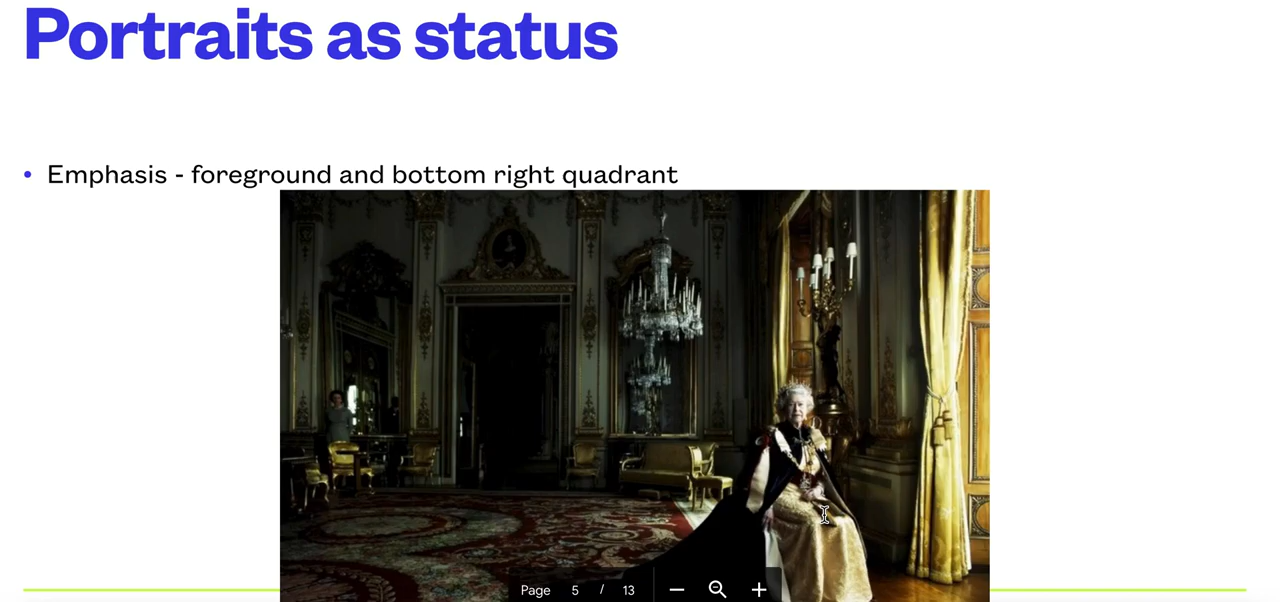 Portraits as status
• Emphasis - foreground and bottom right quadrant
Page 5 / 13